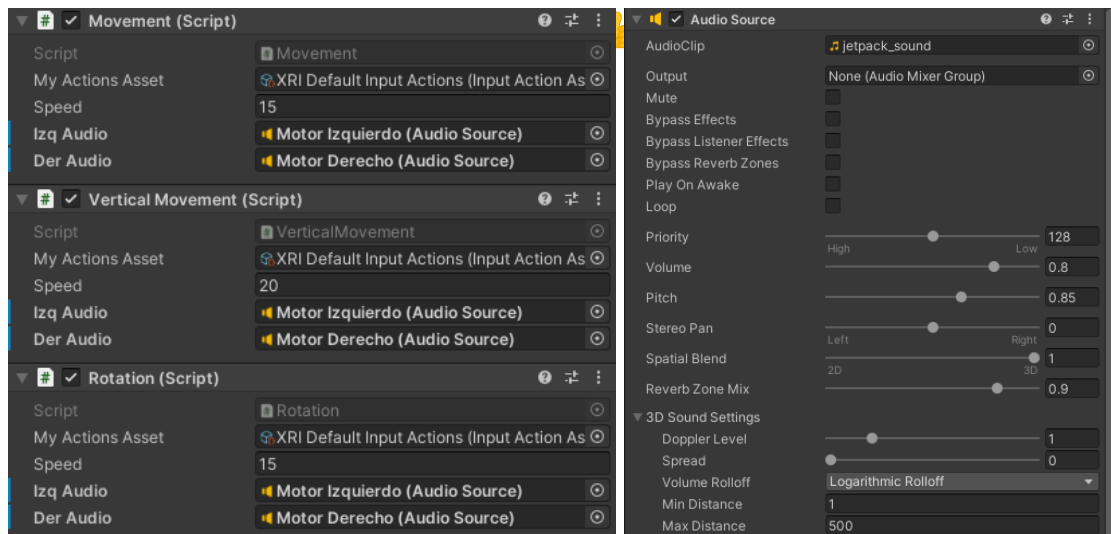 Movement (Script)
Script Movement
My Actions Asset XRI Default Input Actions (Input Action As
Speed 15
Izq Audio Motor Izquierdo (Audio Source)
Der Audio Motor Derecho (Audio Source)
Vertical Movement (Script)
Script VerticalMovement
My Actions Asset XRI Default Input Actions (Input Action As
Speed 20
Izq Audio Motor Izquierdo (Audio Source)
Der Audio Motor Derecho (Audio Source)
Rotation (Script)
Script Rotation
My Actions Asset XRI Default Input Actions (Input Action As
Speed 15
Izq Audio Motor Izquierdo (Audio Source)
Der Audio Motor Derecho (Audio Source)
Audio Source
AudioClip jetpack_sound
Output None (Audio Mixer Group)
Mute
Bypass Effects
Bypass Listener Effects
Bypass Reverb Zones
Play On Awake
Loop
Priority 128
High Low
Volume 0.8
Pitch 0.85
Stereo Pan 0
Left Right
Spatial Blend 1
2D 3D
Reverb Zone Mix 0.9
3D Sound Settings
Doppler Level 1
Spread 0
Volume Rolloff Logarithmic Rolloff
Min Distance 1
Max Distance 500